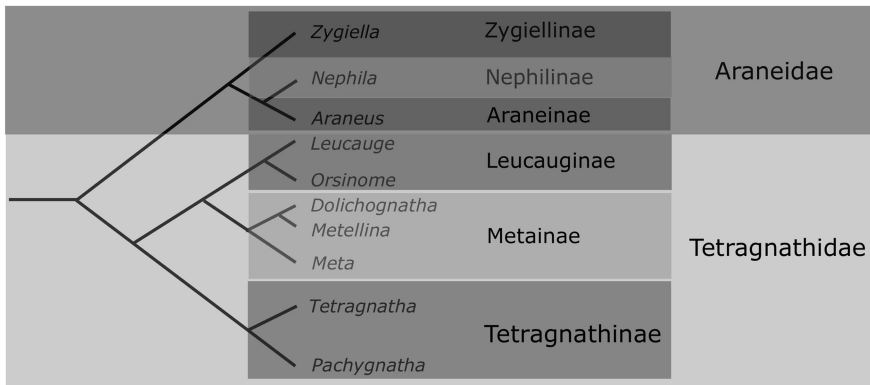 Zygiella Zygiellinae
Nephila Nephilinae
Araneidae
Araneus Araneinae
Leucauge
Leucauginae
Orsinome
Dolichognatha
Metellina Metainae
Tetragnathidae
Meta
Tetragnatha
Tetragnathinae
Pachygnatha